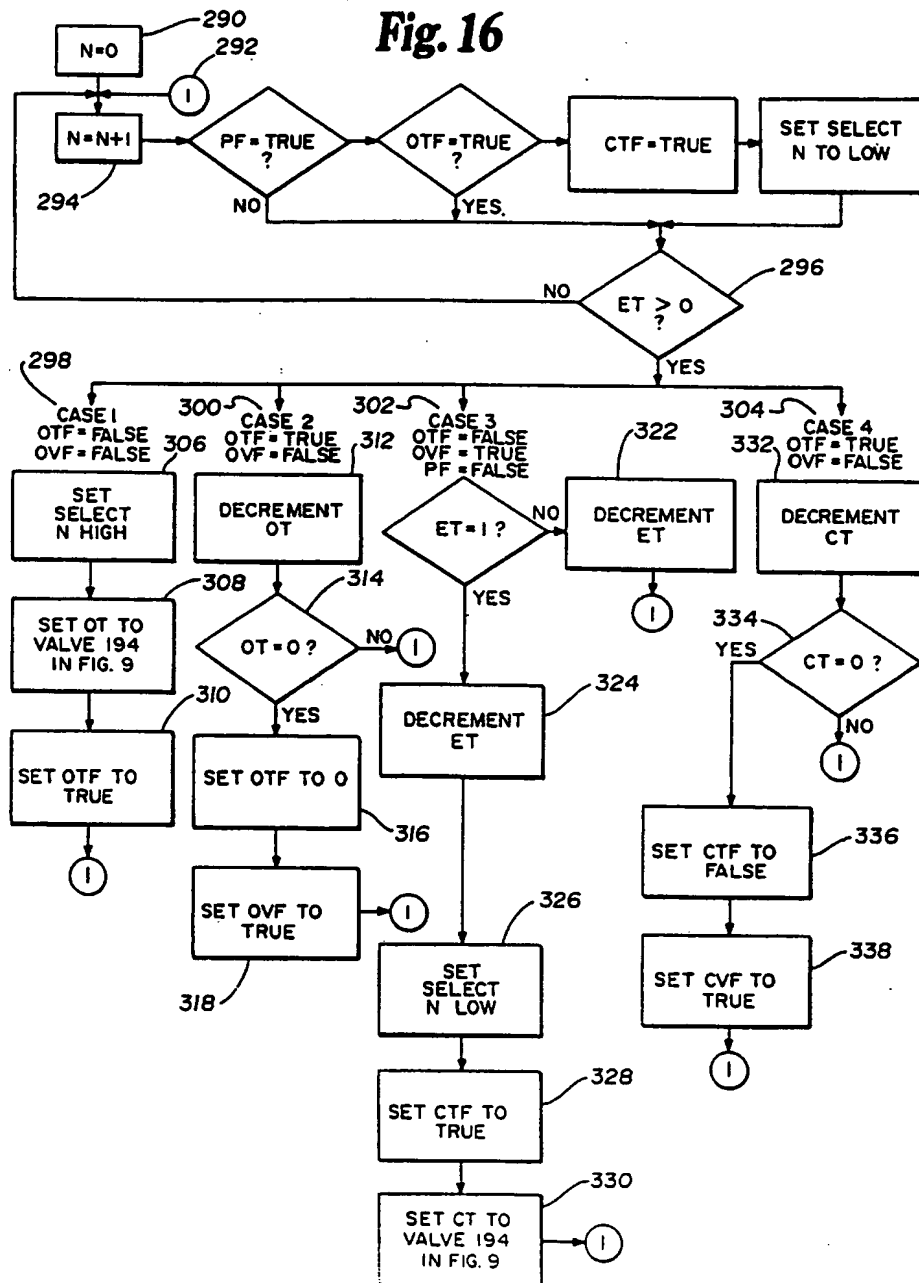 Fig. 16
290
N=0
292
1
N=N+1
294
PF=TRUE
?
NO
OTF=TRUE
?
YES.
CTF=TRUE
SET SELECT
N TO LOW
296
ET > 0
?
NO
YES
298
CASE 1
OTF=FALSE
OVF=FALSE
306
SET
SELECT
N HIGH
308
SET OT TO
VALVE 194
IN FIG. 9
310
SET OTF TO
TRUE
1
300
CASE 2
OTF=TRUE
OVF=FALSE
312
DECREMENT
OT
314
OT=0?
NO
1
YES
SET OTF TO 0
316
SET OVF TO
TRUE
318
1
302
CASE 3
OTF=FALSE
OVF=TRUE
PF=FALSE
ET=1?
NO
322
DECREMENT
ET
1
YES
324
DECREMENT
ET
326
SET
SELECT
N LOW
328
SET CTF TO
TRUE
330
SET CT TO
VALVE 194
IN FIG. 9
1
304
CASE 4
OTF=TRUE
OVF=FALSE
332
DECREMENT
CT
334
CT=0?
YES
NO
1
336
SET CTF TO
FALSE
338
SET CVF TO
TRUE
1